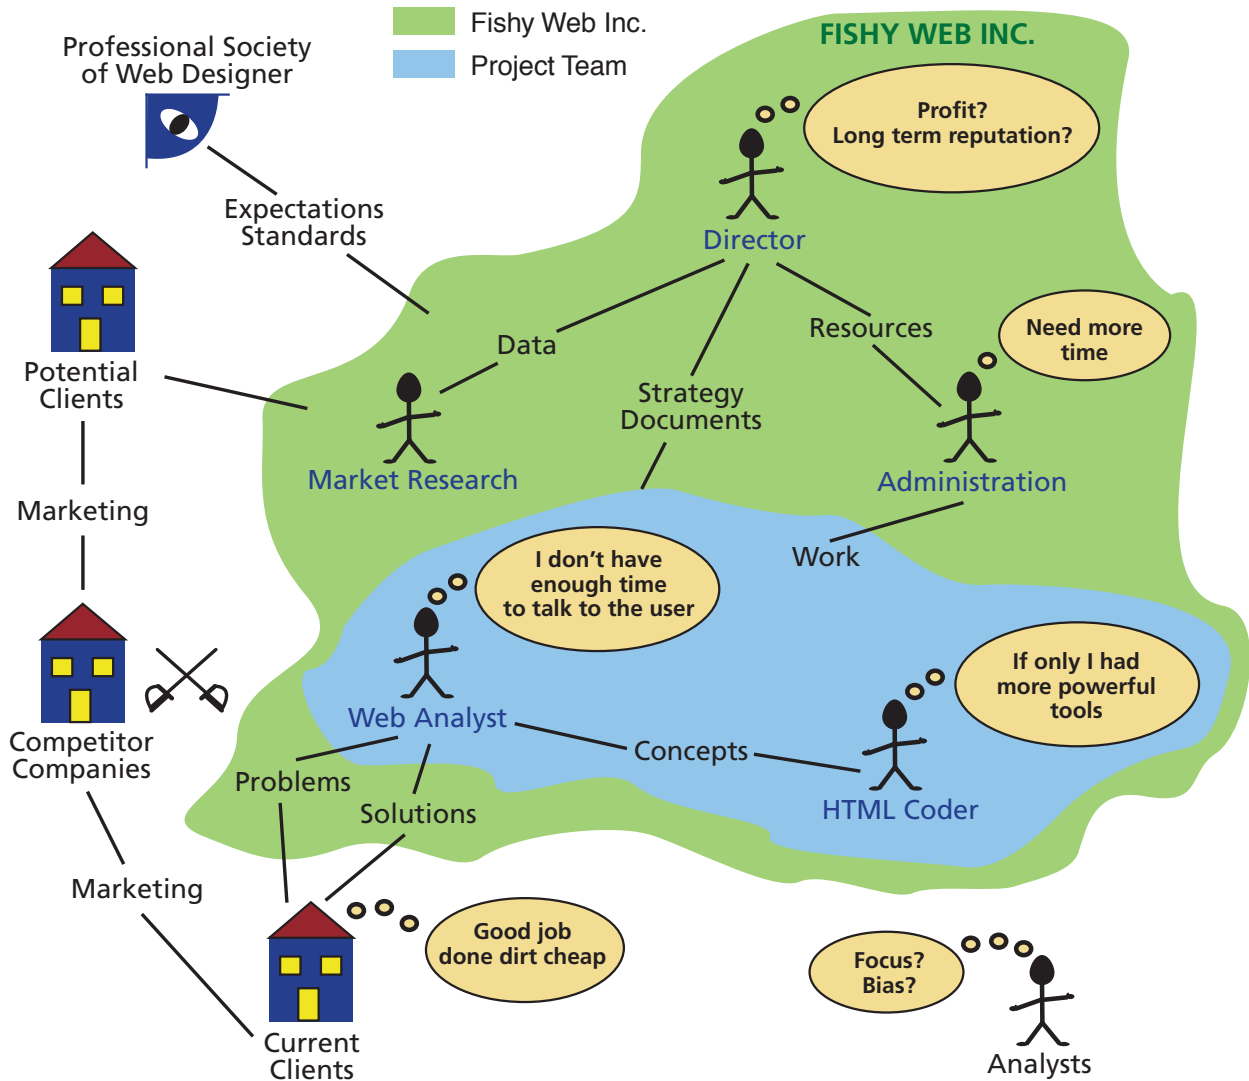 Fishy Web Inc.
Project Team
FISHY WEB INC.
Professional Society
of Web Designer
Profit?
Long term reputation?
Expectations
Standards
Director
Data
Resources
Need more
time
Potential
Clients
Strategy
Documents
Market Research
Administration
Marketing
Work
I don’t have
enough time
to talk to the user
If only I had
more powerful
tools
Web Analyst
Competitor
Companies
Concepts
Problems
Solutions
HTML Coder
Marketing
Good job
done dirt cheap
Focus?
Bias?
Current
Clients
Analysts